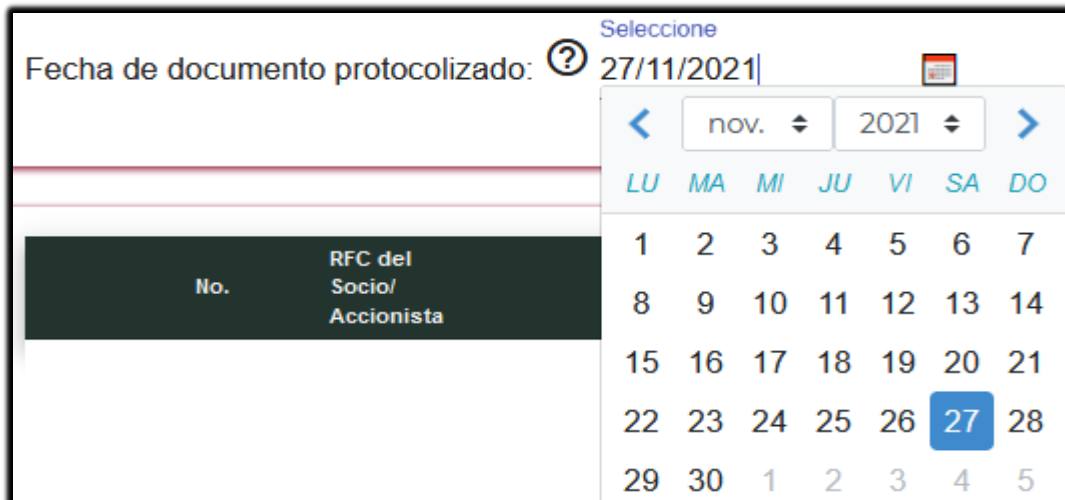 Seleccione
Fecha de documento protocolizado: ? 27/11/2021
nov. 2021
LU MA MI JU VI SA DO
1 2 3 4 5 6 7
8 9 10 11 12 13 14
15 16 17 18 19 20 21
22 23 24 25 26 27 28
29 30 1 2 3 4 5
RFC del
No. Socio/
Accionista